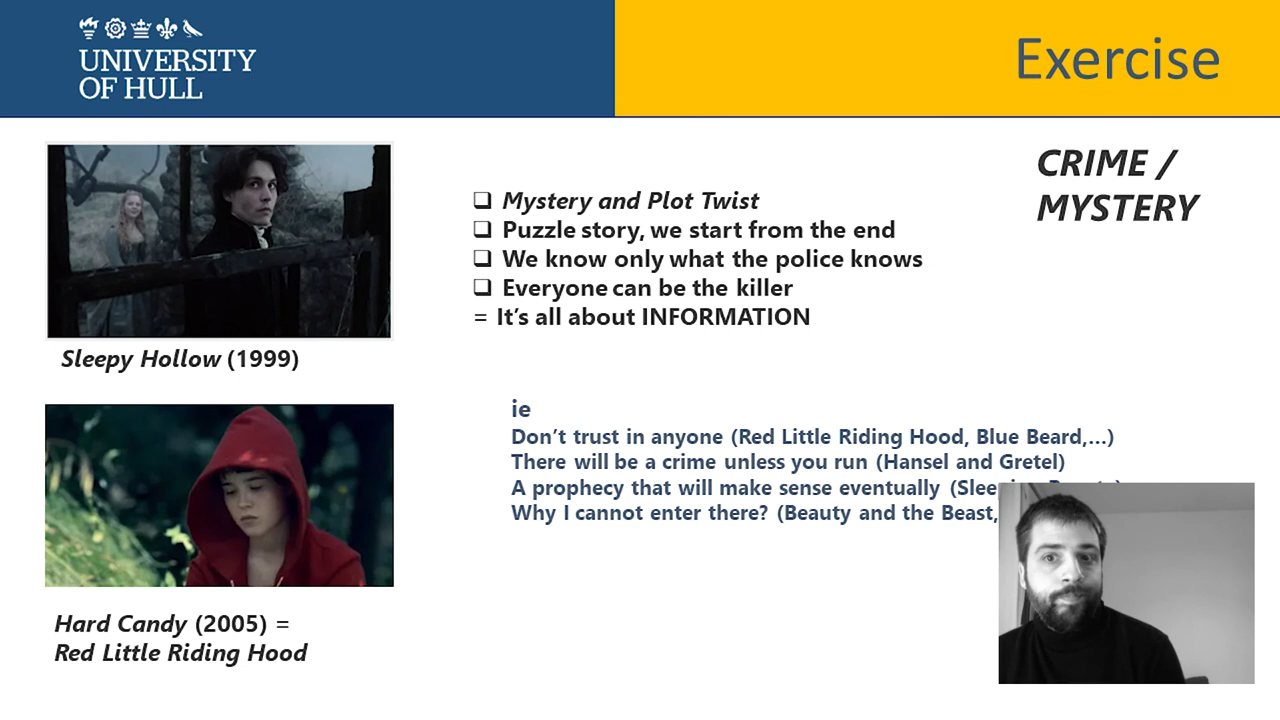 UNIVERSITY
OF HULL
Exercise
CRIME /
MYSTERY
❑ Mystery and Plot Twist
❑ Puzzle story, we start from the end
❑ We know only what the police knows
❑ Everyone can be the killer
= It’s all about INFORMATION
Sleepy Hollow (1999)
ie
Don’t trust in anyone (Red Little Riding Hood, Blue Beard,...)
There will be a crime unless you run (Hansel and Gretel)
A prophecy that will make sense eventually
Why I cannot enter there? (Beauty and the Beast,
Hard Candy (2005) =
Red Little Riding Hood